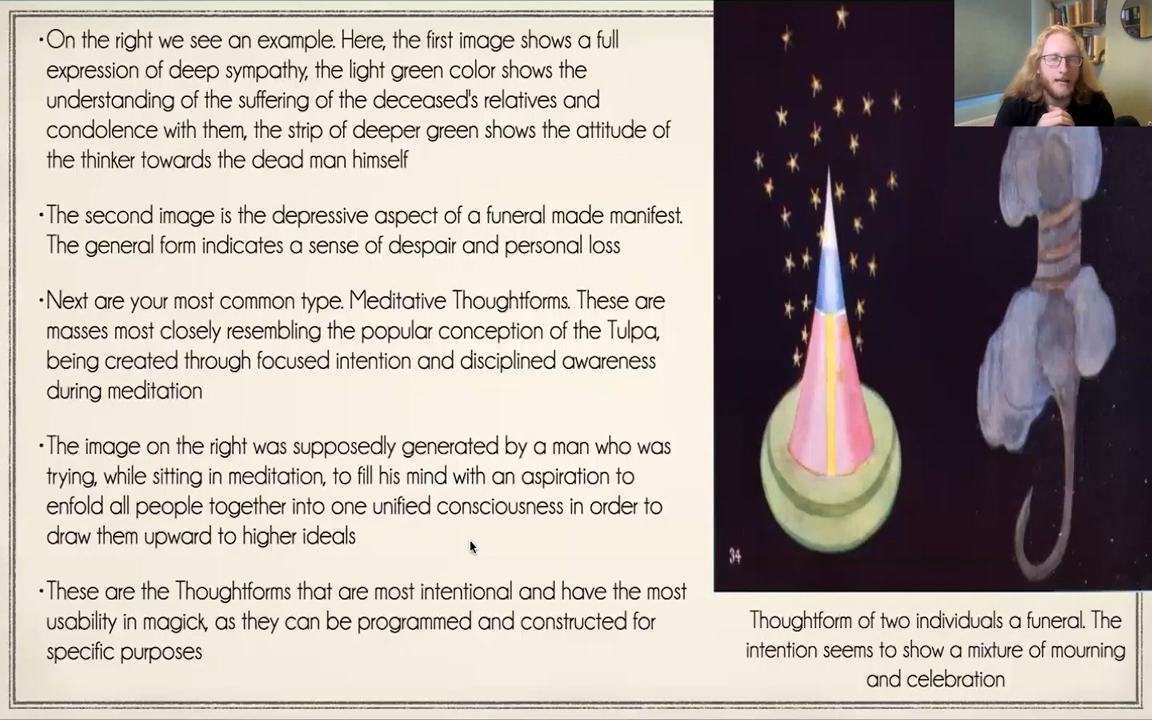 •On the right we see an example. Here, the first image shows a full
expression of deep sympathy, the light green color shows the
understanding of the suffering of the deceased's relatives and
condolence with them, the strip of deeper green shows the attitude of
the thinker towards the dead man himself
•The second image is the depressive aspect of a funeral made manifest.
The general form indicates a sense of despair and personal loss
•Next are your most common type. Meditative Thoughtforms. These are
masses most closely resembling the popular conception of the Tulpa,
being created through focused intention and disciplined awareness
during meditation
•The image on the right was supposedly generated by a man who was
trying, while sitting in meditation, to fill his mind with an aspiration to
enfold all people together into one unified consciousness in order to
draw them upward to higher ideals
•These are the Thoughtforms that are most intentional and have the most
usability in magick, as they can be programmed and constructed for
specific purposes
34
Thoughtform of two individuals a funeral. The
intention seems to show a mixture of mourning
and celebration